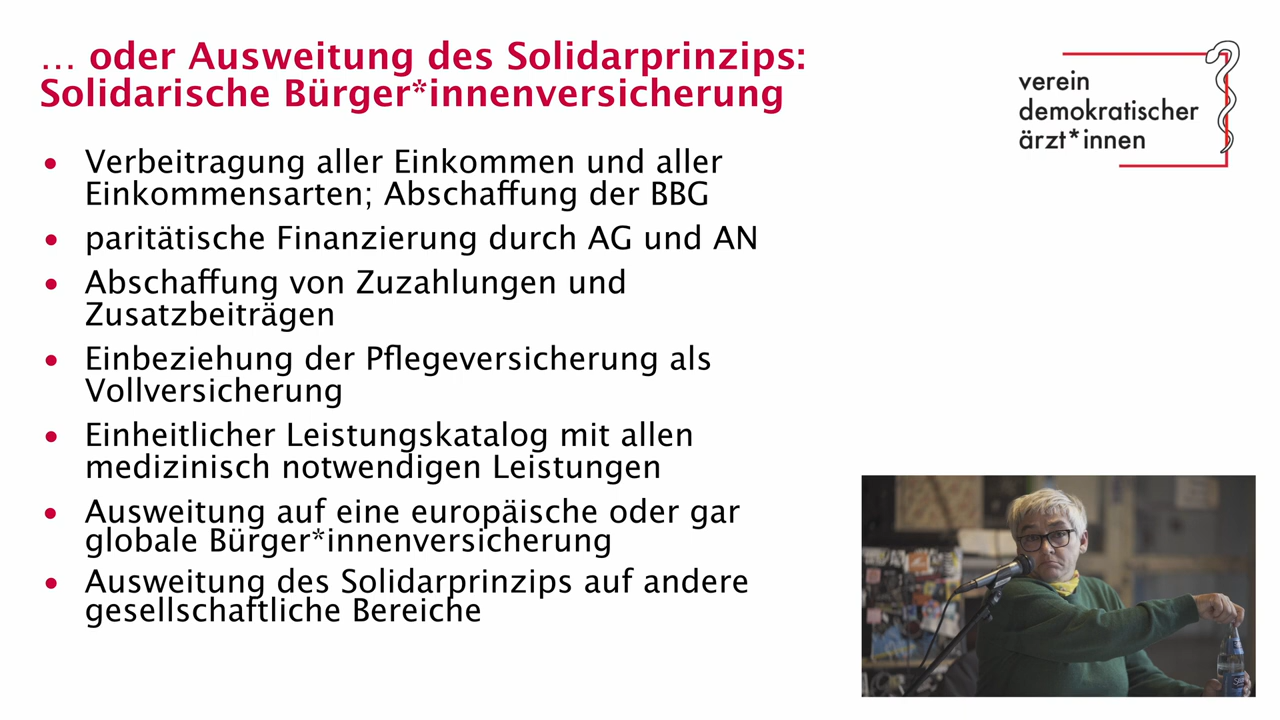 … oder Ausweitung des Solidarprinzips:
Solidarische Bürger*innenversicherung
verein
demokratischer
ärzt*innen
• Verbeitragung aller Einkommen und aller
Einkommensarten; Abschaffung der BBG
• paritätische Finanzierung durch AG und AN
• Abschaffung von Zuzahlungen und
Zusatzbeiträgen
• Einbeziehung der Pflegeversicherung als
Vollversicherung
• Einheitlicher Leistungskatalog mit allen
medizinisch notwendigen Leistungen
• Ausweitung auf eine europäische oder gar
globale Bürger*innenversicherung
• Ausweitung des Solidarprinzips auf andere
gesellschaftliche Bereiche